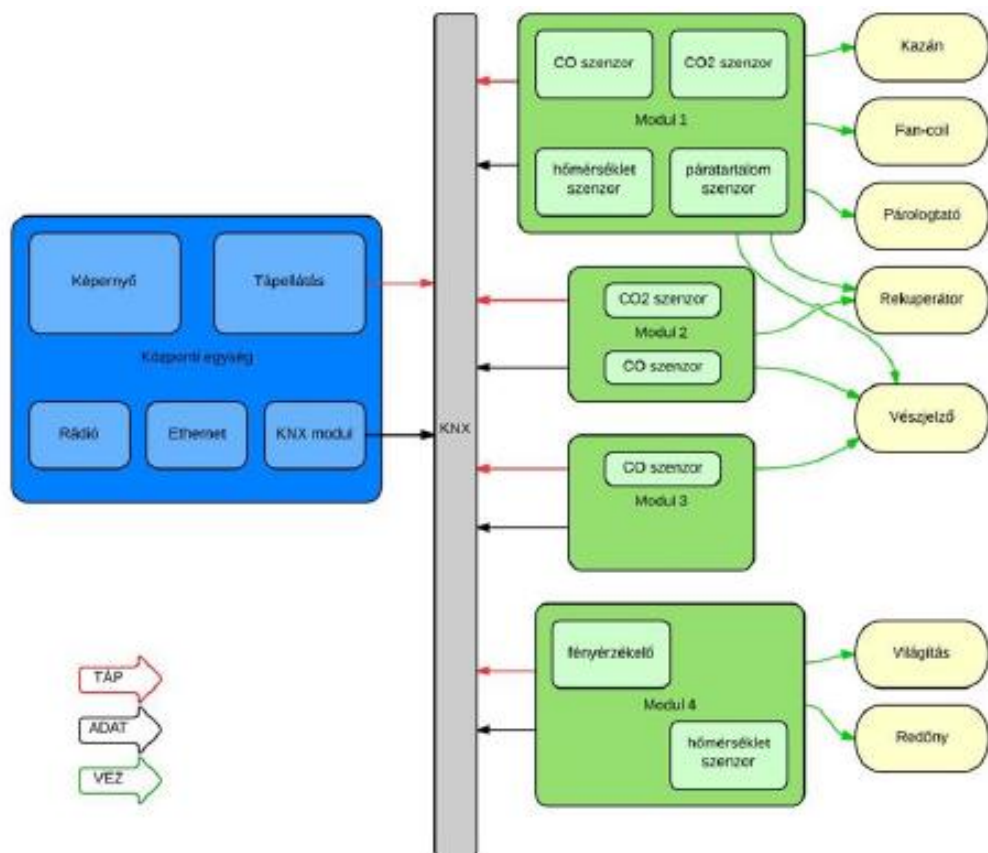 CO szenzor
CO2 szenzor
Modul 1
hőmérséklet
szenzor
páratartalom
szenzor
Kazán
Fan-coil
Párologtató
Rekuperátor
Vészjelző
Képernyő
Tápellátás
Központi egység
Rádió
Ethernet
KNX modul
KNX
CO2 szenzor
Modul 2
CO szenzor
CO szenzor
Modul 3
fényérzékelő
Modul 4
hőmérséklet
szenzor
Világítás
Redőny
TÁP
ADAT
VEZ